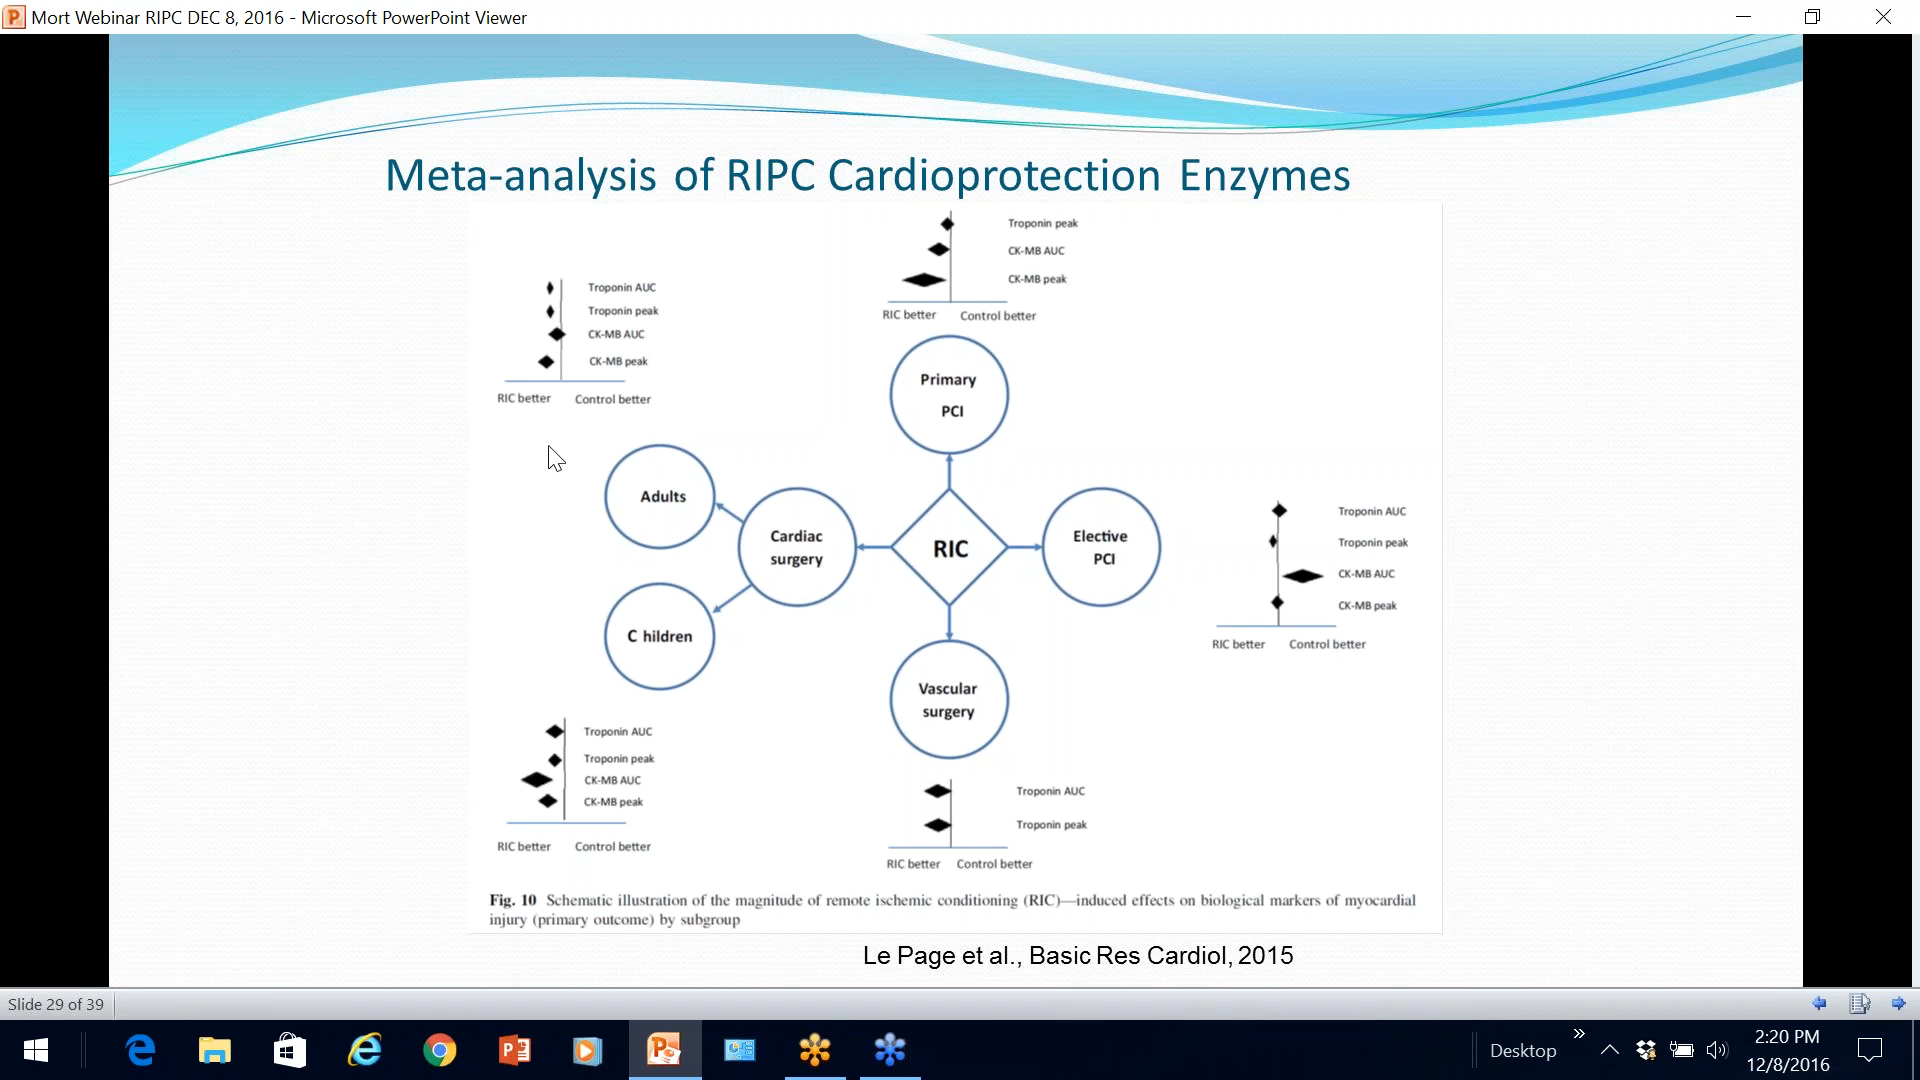 Mort Webinar RIPC DEC 8, 2016 - Microsoft PowerPoint Viewer
Meta-analysis of RIPC Cardioprotection Enzymes
Troponin peak
CK-MB AUC
CK-MB peak
RIC better Control better
Troponin AUC
Troponin peak
CK-MB AUC
CK-MB peak
RIC better Control better
Primary
PCI
Adults
Cardiac
surgery
RIC
Elective
PCI
C hildren
Vascular
surgery
Troponin AUC
Troponin peak
CK-MB AUC
CK-MB peak
RIC better Control better
Troponin AUC
Troponin peak
CK-MB AUC
CK-MB peak
RIC better Control better
Troponin AUC
Troponin peak
RIC better Control better
Fig. 10 Schematic illustration of the magnitude of remote ischemic conditioning (RIC)—induced effects on biological markers of myocardial
injury (primary outcome) by subgroup
Le Page et al., Basic Res Cardiol, 2015
Slide 29 of 39
Desktop
2:20 PM
12/8/2016